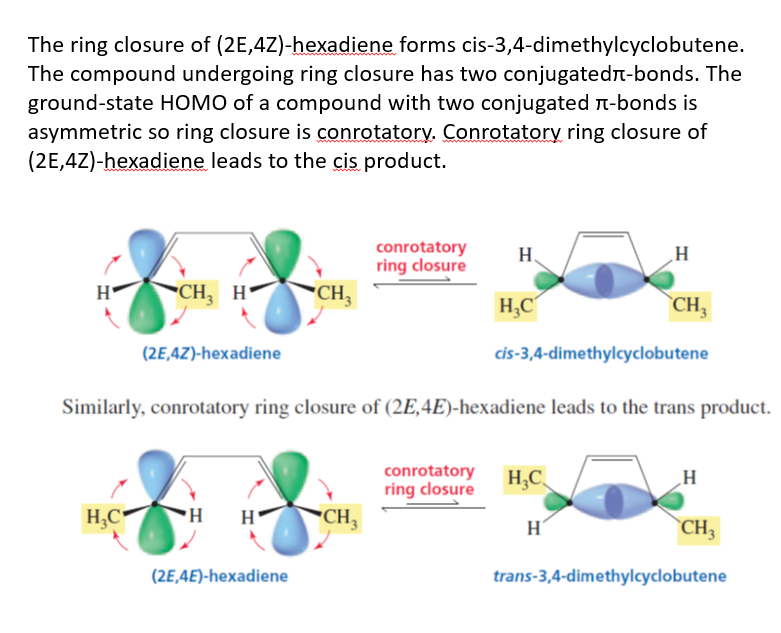 The ring closure of (2E,4Z)-hexadiene forms cis-3,4-dimethylcyclobutene.
The compound undergoing ring closure has two conjugatedπ-bonds. The
ground-state HOMO of a compound with two conjugated π-bonds is
asymmetric so ring closure is conrotatory. Conrotatory ring closure of
(2E,4Z)-hexadiene leads to the cis product.
conrotatory
ring closure
H CH₃ H CH₃
H H
H₃C CH₃
(2E,4Z)-hexadiene
cis-3,4-dimethylcyclobutene
Similarly, conrotatory ring closure of (2E,4E)-hexadiene leads to the trans product.
conrotatory
ring closure
H₃C H H CH₃
H₃C H
H CH₃
(2E,4E)-hexadiene
trans-3,4-dimethylcyclobutene